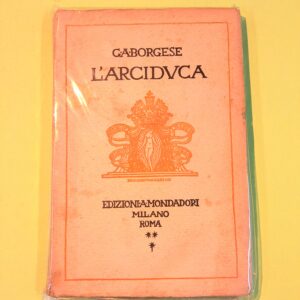 G.A.BORGESE
L'ARCIDVCA
EDIZIONI·A·MONDADORI
MILANO
ROMA